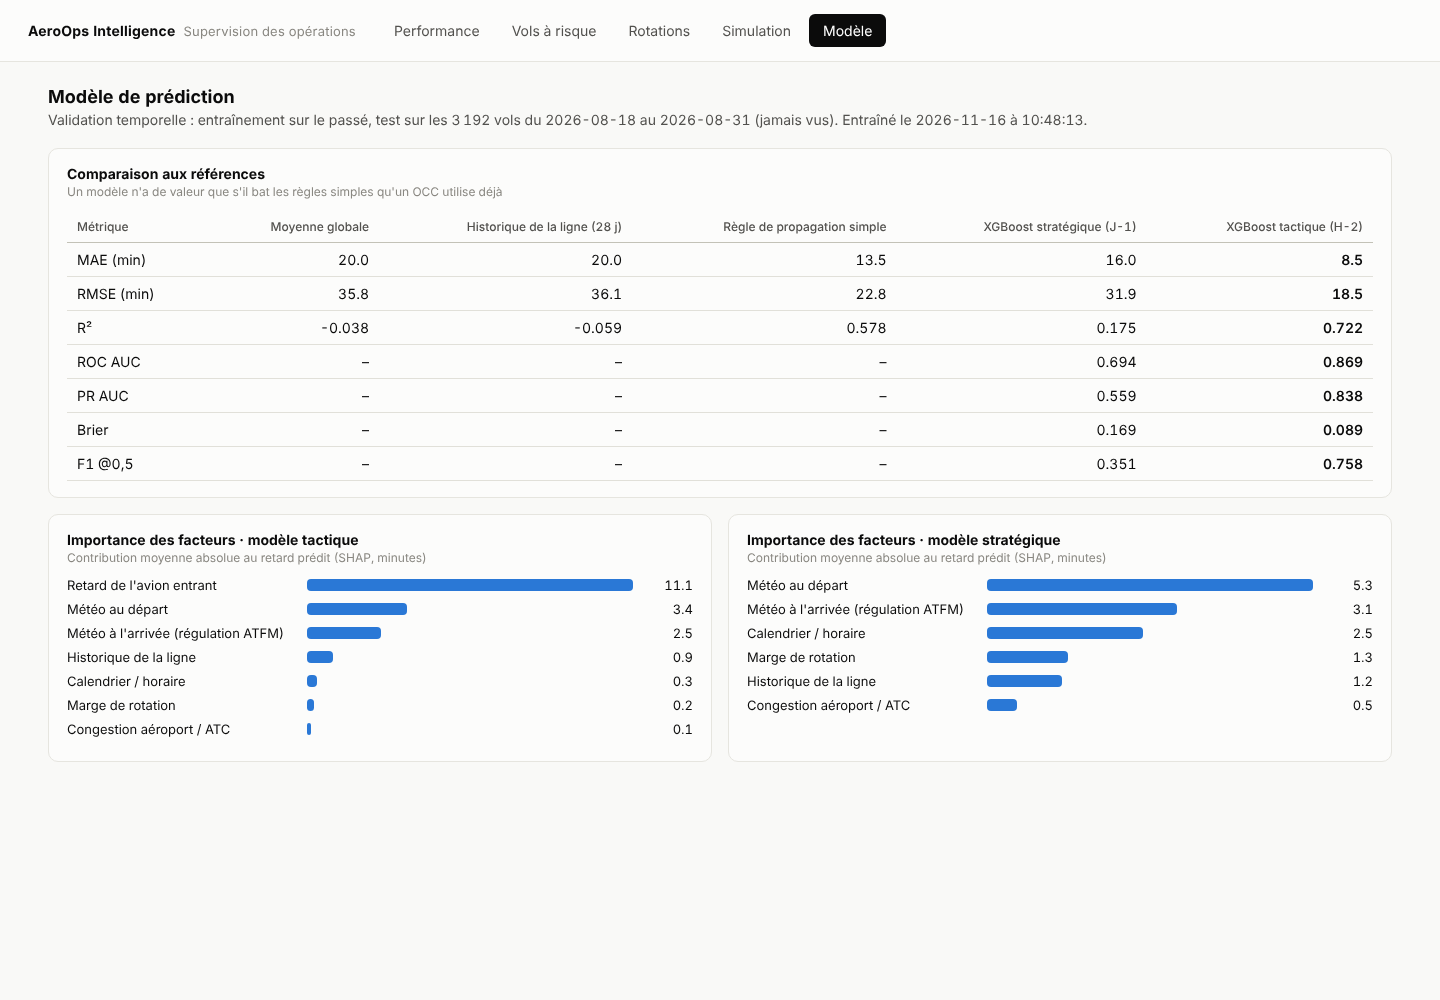 AeroOps Intelligence Supervision des opérations Performance Vols à risque Rotations Simulation Modèle
Modèle de prédiction
Validation temporelle : entraînement sur le passé, test sur les 3 192 vols du 2026-08-18 au 2026-08-31 (jamais vus). Entraîné le 2026-11-16 à 10:48:13.
Comparaison aux références
Un modèle n'a de valeur que s'il bat les règles simples qu'un OCC utilise déjà
Métrique Moyenne globale Historique de la ligne (28 j) Règle de propagation simple XGBoost stratégique (J-1) XGBoost tactique (H-2)
MAE (min) 20.0 20.0 13.5 16.0 8.5
RMSE (min) 35.8 36.1 22.8 31.9 18.5
R² -0.038 -0.059 0.578 0.175 0.722
ROC AUC – – – 0.694 0.869
PR AUC – – – 0.559 0.838
Brier – – – 0.169 0.089
F1 @0,5 – – – 0.351 0.758
Importance des facteurs · modèle tactique
Contribution moyenne absolue au retard prédit (SHAP, minutes)
Retard de l'avion entrant 11.1
Météo au départ 3.4
Météo à l'arrivée (régulation ATFM) 2.5
Historique de la ligne 0.9
Calendrier / horaire 0.3
Marge de rotation 0.2
Congestion aéroport / ATC 0.1
Importance des facteurs · modèle stratégique
Contribution moyenne absolue au retard prédit (SHAP, minutes)
Météo au départ 5.3
Météo à l'arrivée (régulation ATFM) 3.1
Calendrier / horaire 2.5
Marge de rotation 1.3
Historique de la ligne 1.2
Congestion aéroport / ATC 0.5